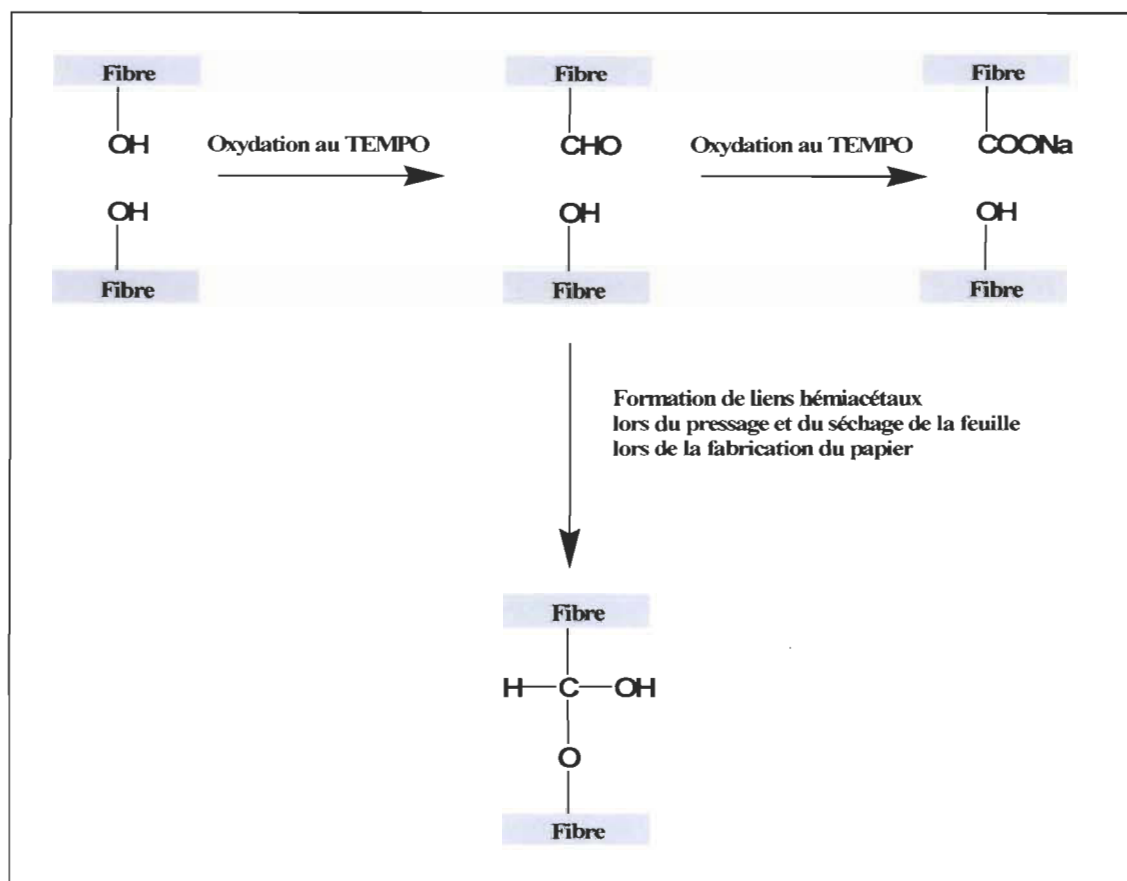 Fibre
Fibre
Fibre
OH
Oxydation au TEMPO
CHO
Oxydation au TEMPO
COONa
OH
OH
OH
Fibre
Fibre
Fibre
Formation de liens hémiacétaux
lors du pressage et du séchage de la feuille
lors de la fabrication du papier
Fibre
H—C—OH
O
Fibre